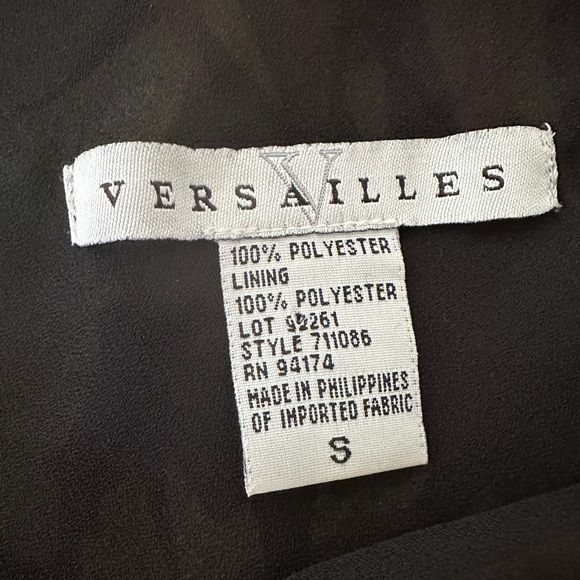 VERSAILLES
V
100% POLYESTER
LINING
100% POLYESTER
LOT
STYLE 711086
RN 94174
MADE IN PHILIPPINES
OF IMPORTED FABRIC
S